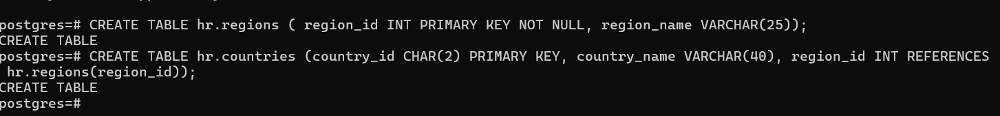 postgres=# CREATE TABLE hr.regions ( region_id INT PRIMARY KEY NOT NULL, region_name VARCHAR(25));
CREATE TABLE
postgres=# CREATE TABLE hr.countries (country_id CHAR(2) PRIMARY KEY, country_name VARCHAR(40), region_id INT REFERENCES
 hr.regions(region_id));
CREATE TABLE
postgres=#